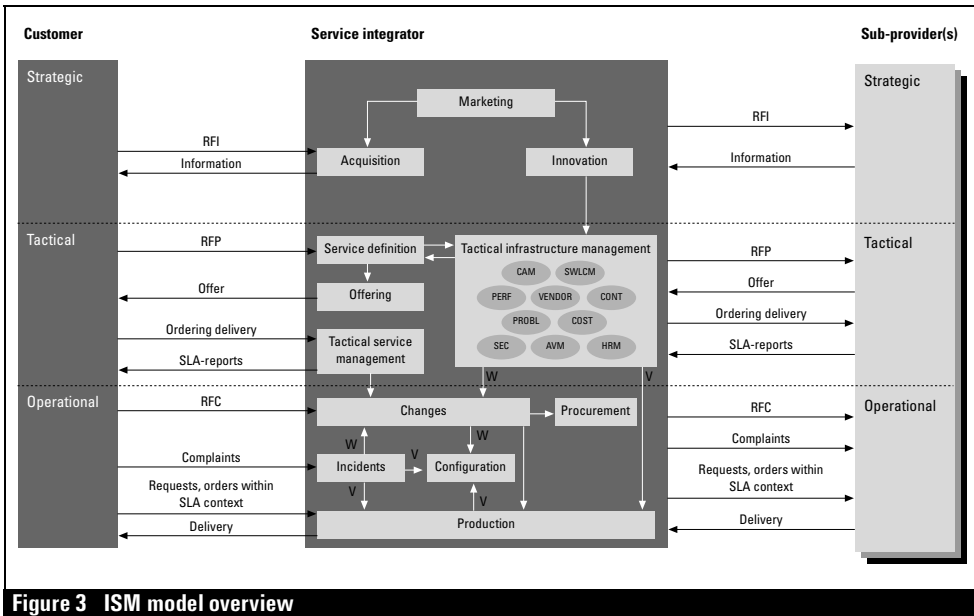 Customer
Service integrator
Sub-provider(s)
Strategic
Strategic
Marketing
RFI
RFI
Information
Acquisition
Innovation
Information
Tactical
Tactical
RFP
Service definition
Tactical infrastructure management
RFP
CAM
SWLCM
Offer
Offering
PERF
VENDOR
CONT
Offer
PROBL
COST
Ordering delivery
Ordering delivery
Tactical service
management
SEC
AVM
HRM
SLA-reports
SLA-reports
W
V
Operational
Operational
RFC
Changes
Procurement
RFC
W
W
Complaints
Complaints
V
Incidents
Configuration
Requests, orders within
SLA context
Requests, orders within
SLA context
V
V
Delivery
Production
Delivery
Figure 3 ISM model overview